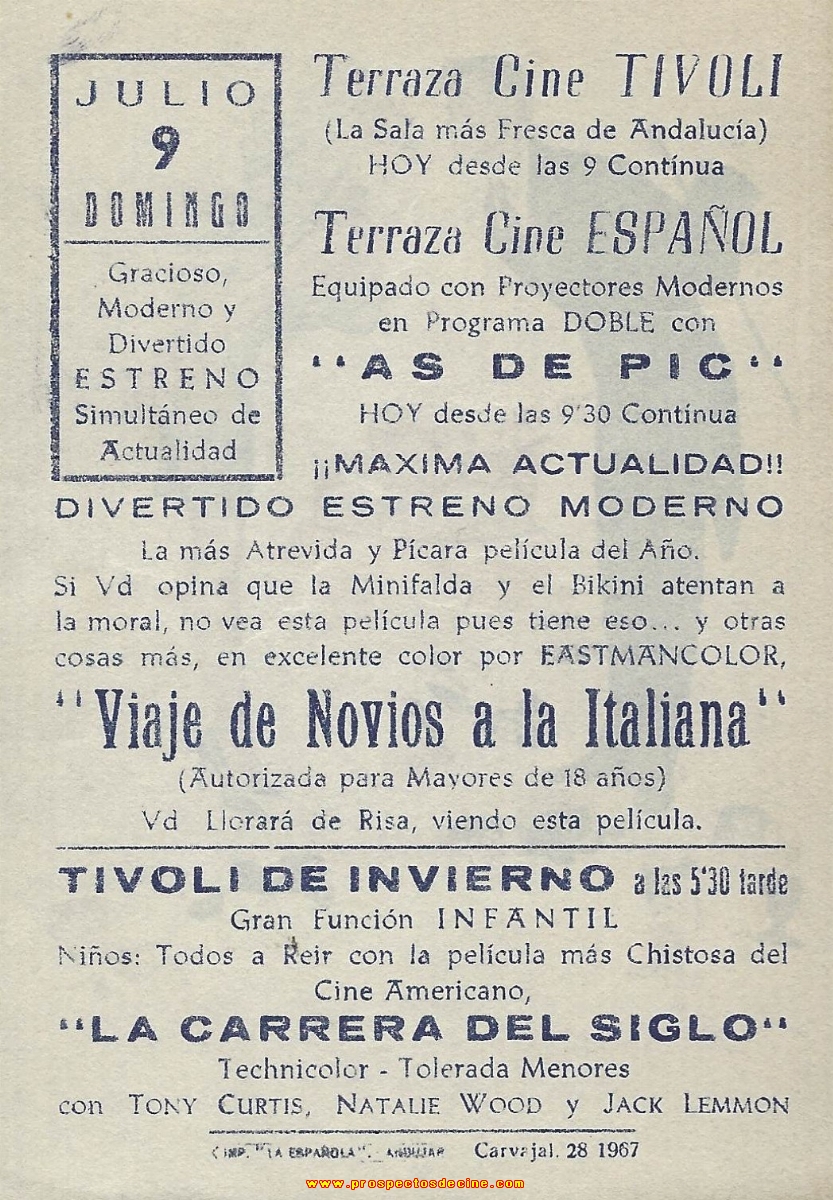 JULIO
9
DOMINGO
Gracioso,
Moderno y
Divertido
ESTRENO
Simultáneo de
Actualidad
Terraza Cine TIVOLI
(La Sala más Fresca de Andalucía)
HOY desde las 9 Contínua
Terraza Cine ESPAÑOL
Equipado con Proyectores Modernos
en Programa DOBLE con
"AS DE PIC"
HOY desde las 9'30 Contínua
¡¡MAXIMA ACTUALIDAD!!
DIVERTIDO ESTRENO MODERNO
La más Atrevida y Pícara película del Año.
Si Vd opina que la Minifalda y el Bikini atentan a
la moral, no vea esta película pues tiene eso... y otras
cosas más, en excelente color por EASTMANCOLOR,
"Viaje de Novios a la Italiana"
(Autorizada para Mayores de 18 años)
Vd Llorará de Risa, viendo esta película.
TIVOLI DE INVIERNO a las 5'30 tarde
Gran Función INFANTIL
Niños: Todos a Reir con la película más Chistosa del
Cine Americano,
"LA CARRERA DEL SIGLO"
Technicolor - Tolerada Menores
con TONY CURTIS, NATALIE WOOD y JACK LEMMON
IMP. "LA ESPAÑOLA". - ANDUJAR Carvajal. 28 1967
www.prospectosdecine.com